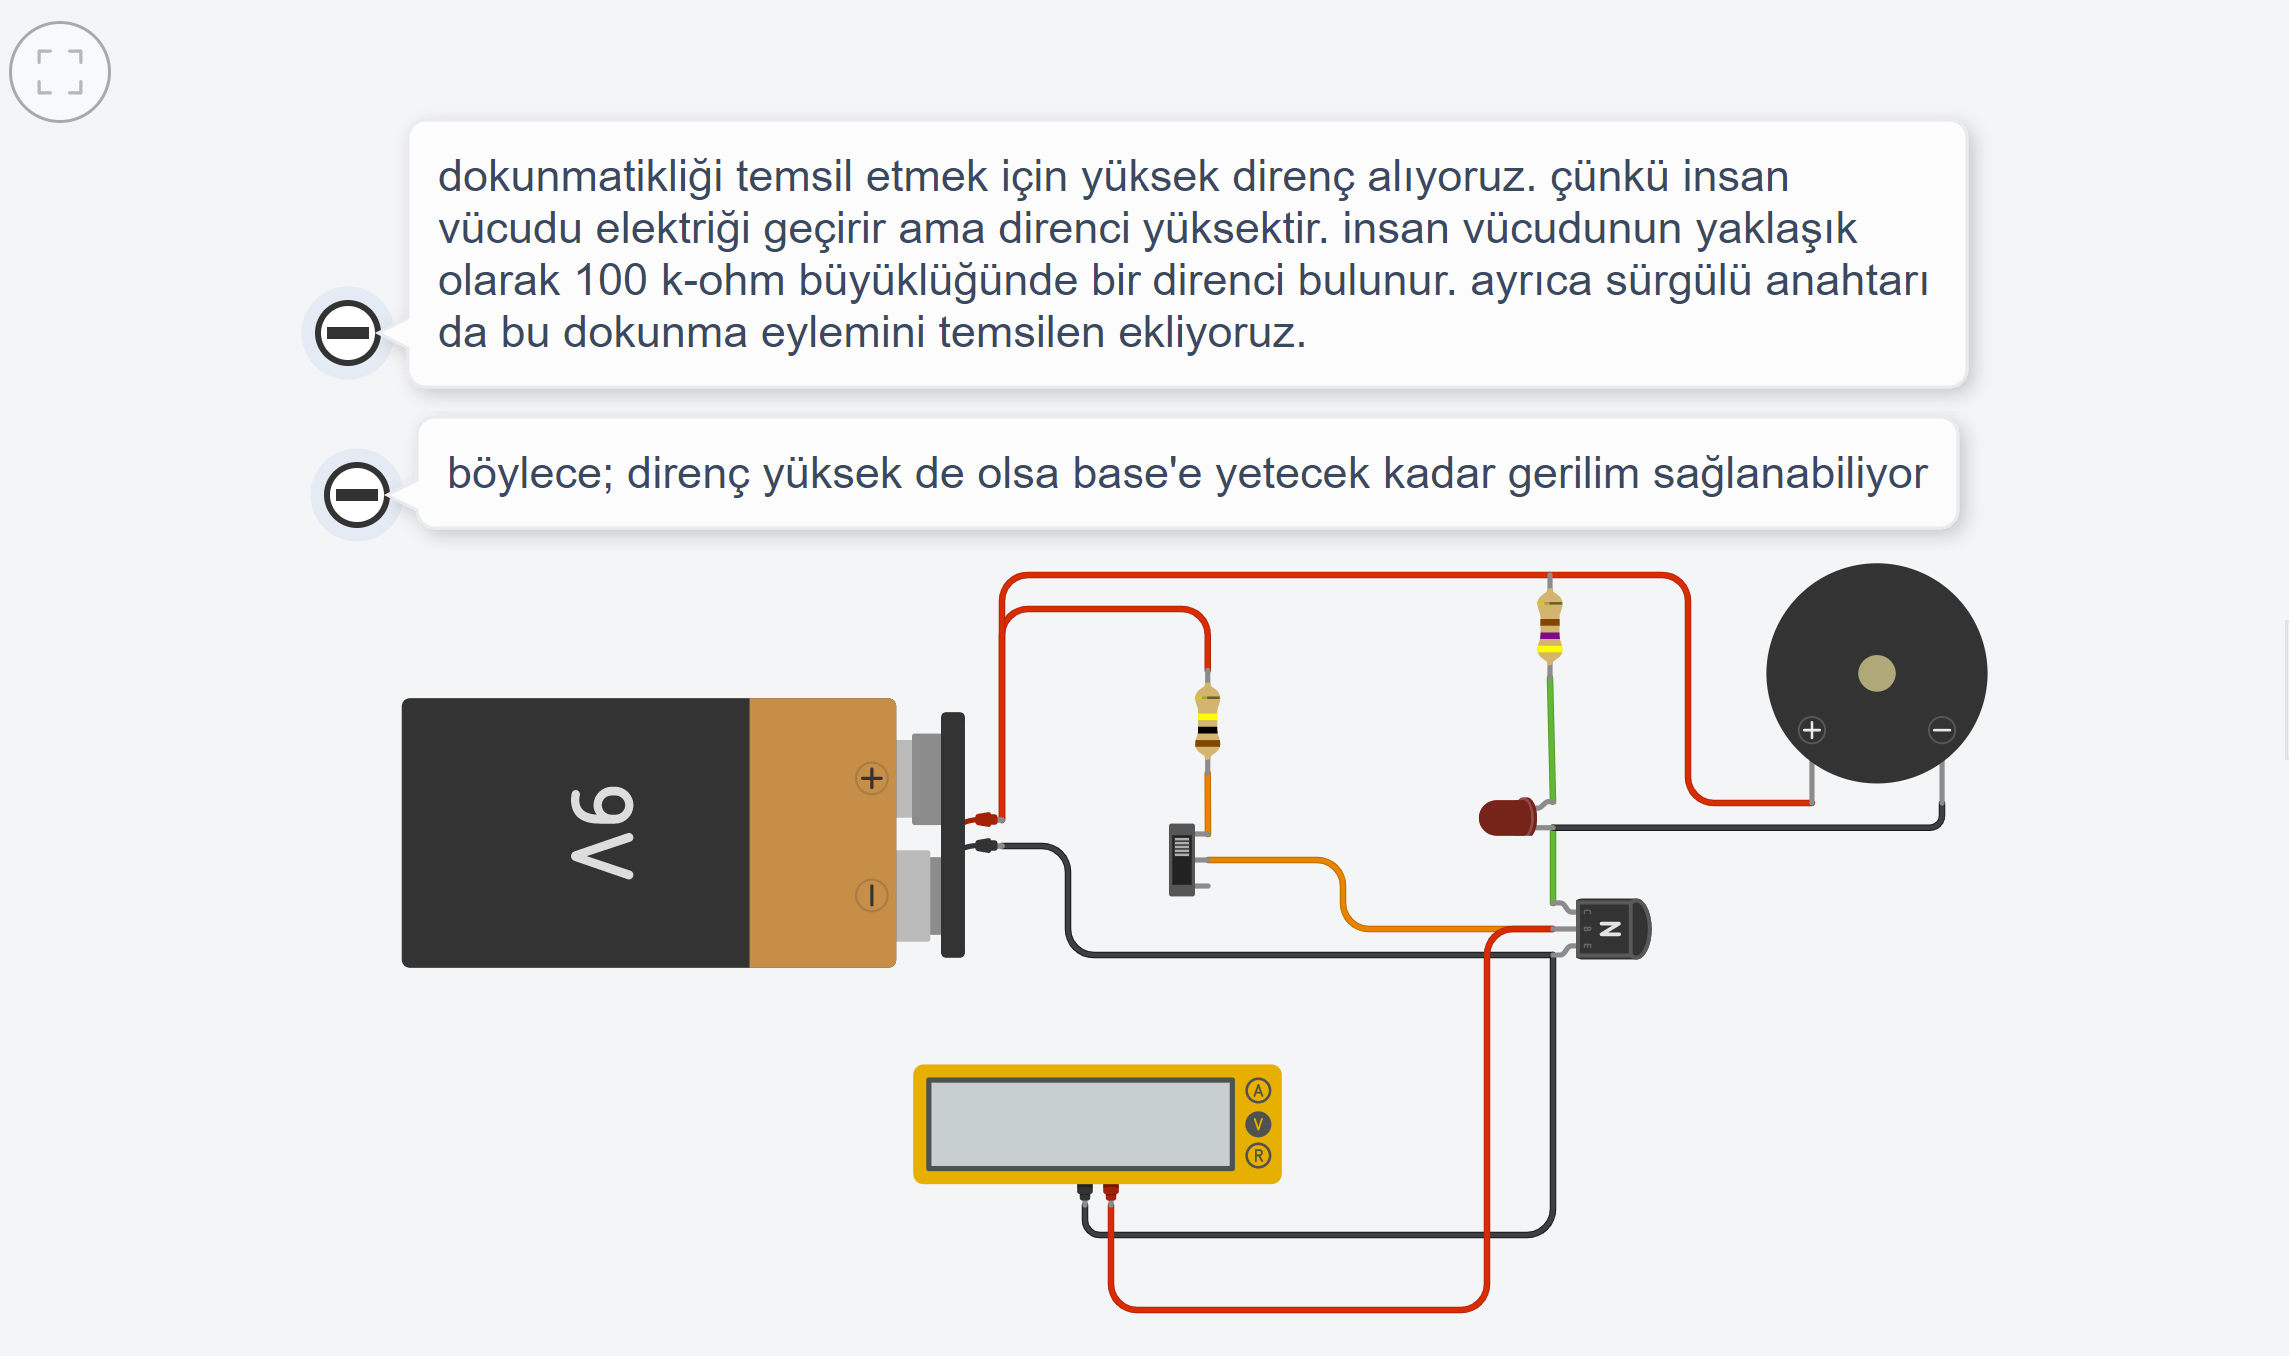 dokunmatikliği temsil etmek için yüksek direnç alıyoruz. çünkü insan
vücudu elektriği geçirir ama direnci yüksektir. insan vücudunun yaklaşık
olarak 100 k-ohm büyüklüğünde bir direnci bulunur. ayrıca sürgülü anahtarı
da bu dokunma eylemini temsilen ekliyoruz.
böylece; direnç yüksek de olsa base'e yetecek kadar gerilim sağlanabiliyor
+
-
9V
+
-
C
B
E
N
A
V
R